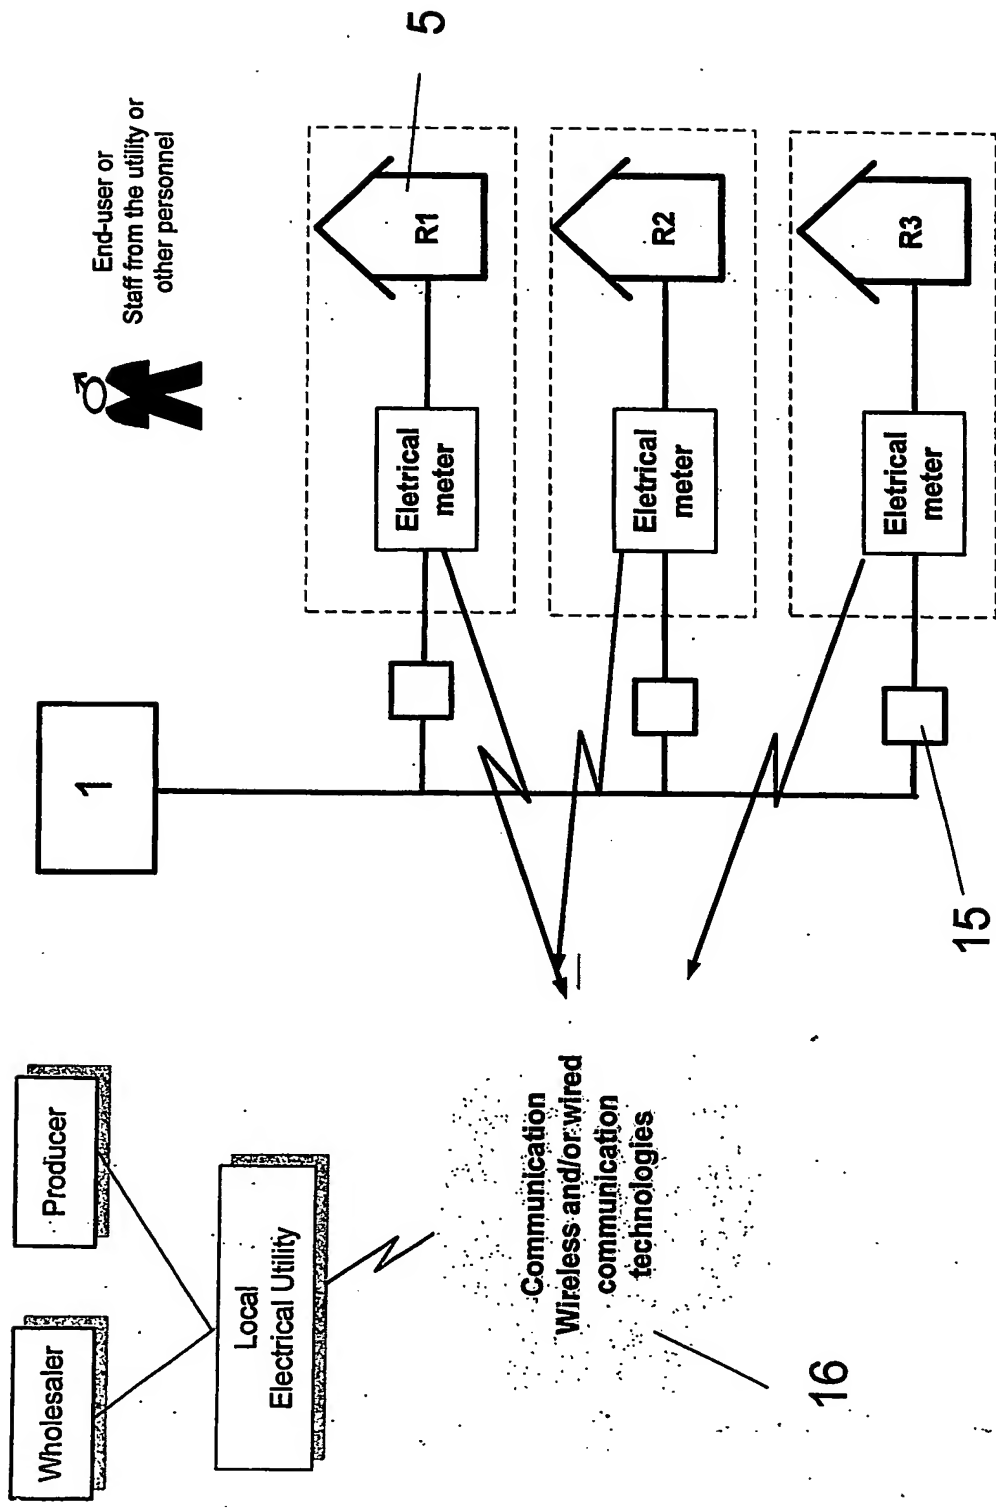 Wholesaler
Producer
Local
Electrical Utility
Communication
Wireless and/or wired
communication
technologies
16
1
15
End-user or
Staff from the utility or
other personnel
Eletrical
meter
R1
5
Eletrical
meter
R2
Eletrical
meter
R3